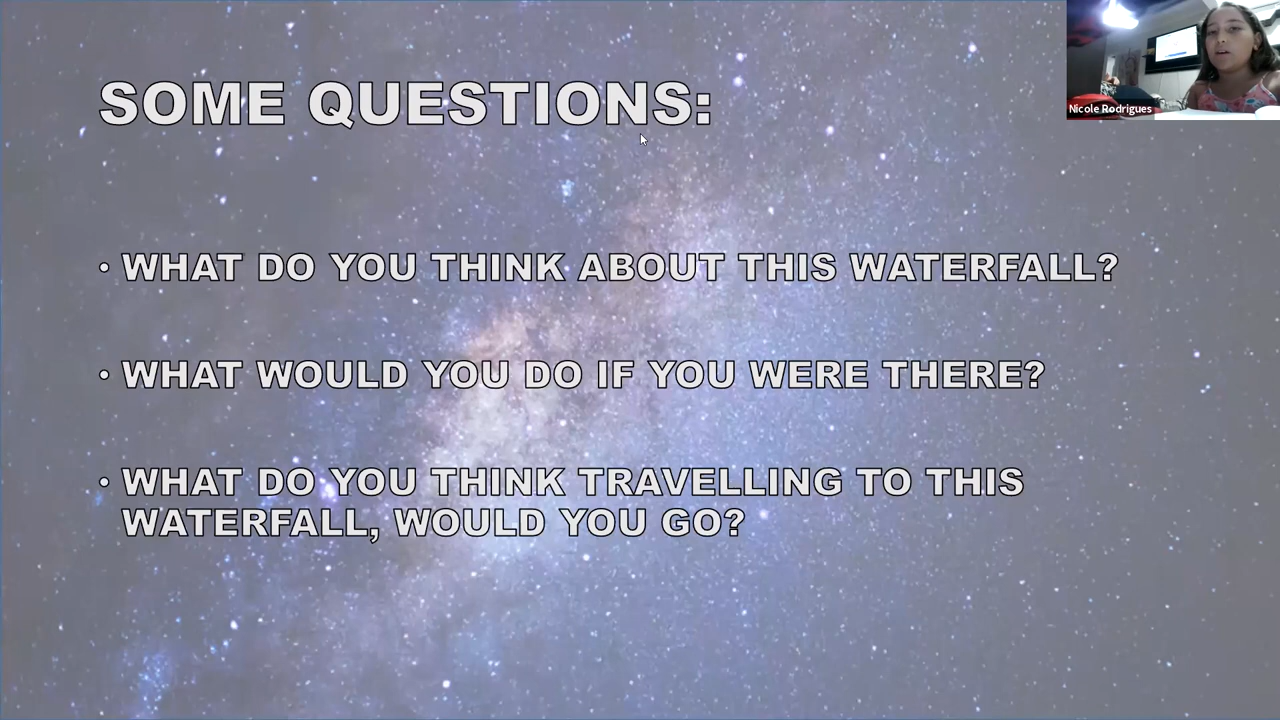 SOME QUESTIONS:
Nicole Rodrigues
• WHAT DO YOU THINK ABOUT THIS WATERFALL?
• WHAT WOULD YOU DO IF YOU WERE THERE?
• WHAT DO YOU THINK TRAVELLING TO THIS
WATERFALL, WOULD YOU GO?